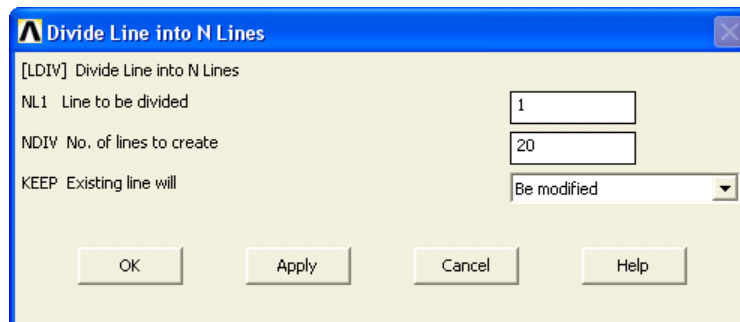 Divide Line into N Lines
[LDIV] Divide Line into N Lines
NL1 Line to be divided 1
NDIV No. of lines to create 20
KEEP Existing line will Be modified
OK Apply Cancel Help